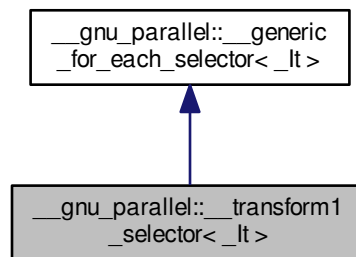 __gnu_parallel::__generic
_for_each_selector< _It >
__gnu_parallel::__transform1
_selector< _It >